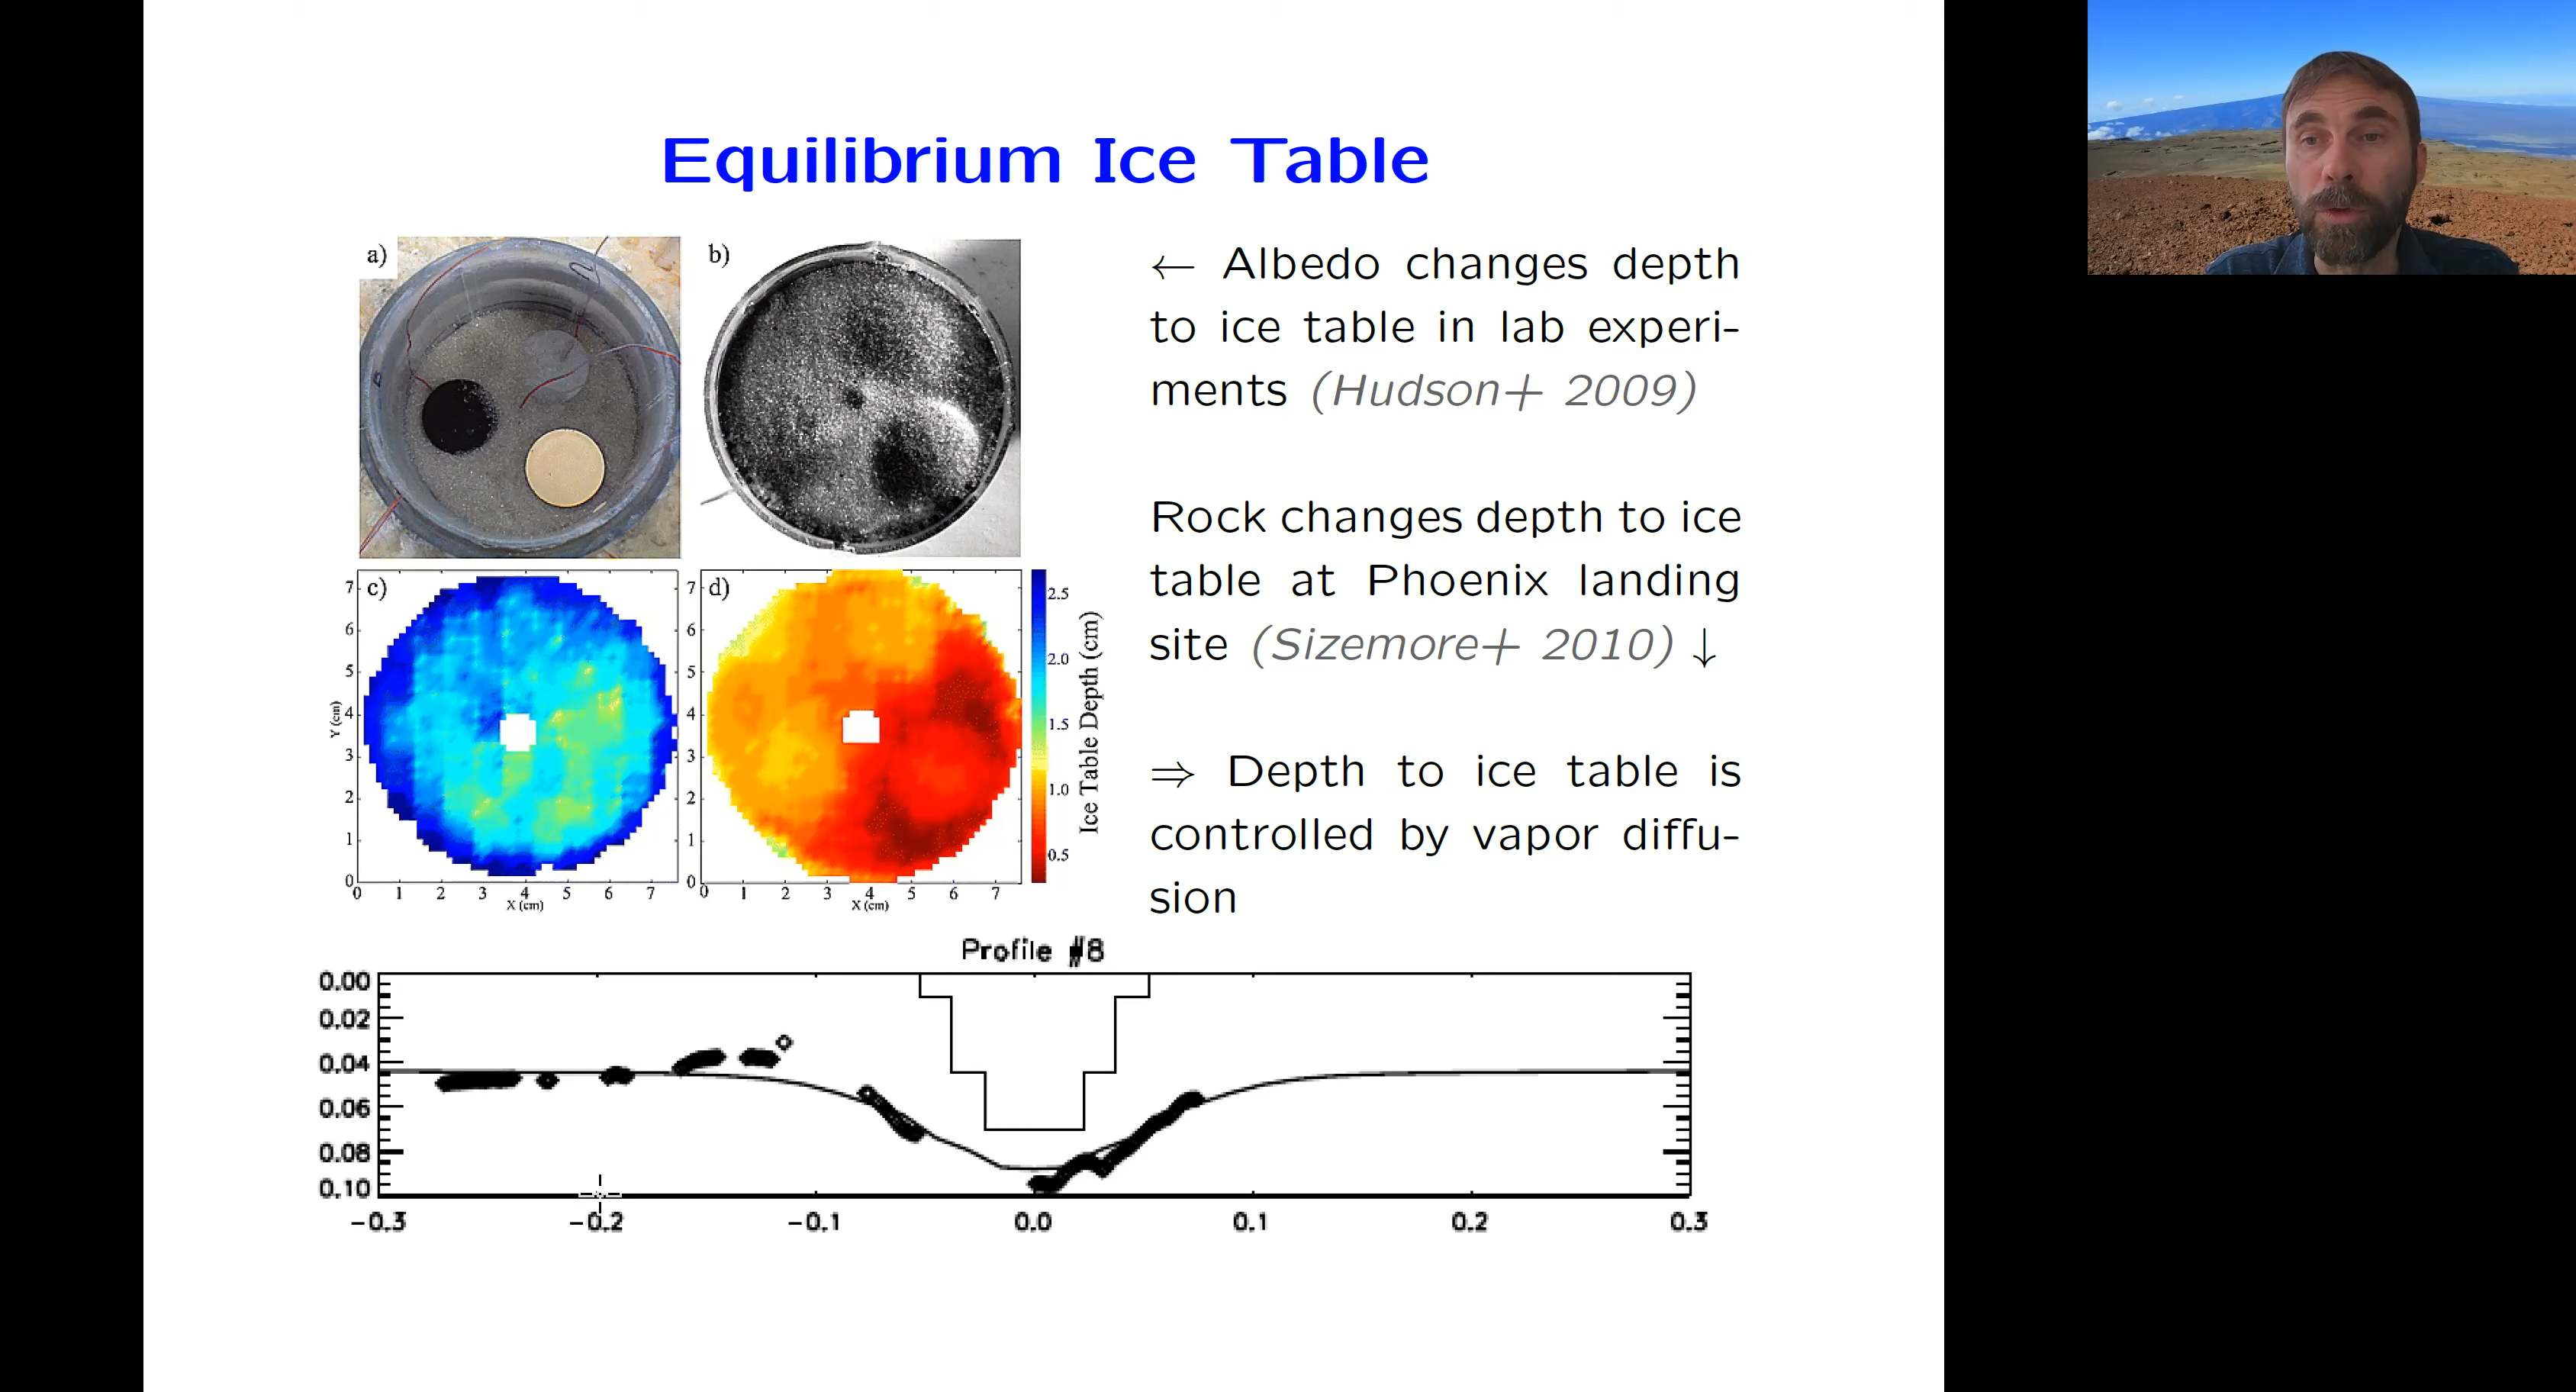 Equilibrium Ice Table
a)
b)
← Albedo changes depth
to ice table in lab experi-
ments (Hudson+ 2009)
Rock changes depth to ice
table at Phoenix landing
site (Sizemore+ 2010) ↓
⇒ Depth to ice table is
controlled by vapor diffu-
sion
c)
7
6
5
4
3
2
1
0
Y (cm)
0 1 2 3 4 5 6 7
X (cm)
d)
7
6
5
4
3
2
1
0
0 1 2 3 4 5 6 7
X (cm)
2.5
2.0
1.5
1.0
0.5
Ice Table Depth (cm)
Profile #8
0.00
0.02
0.04
0.06
0.08
0.10
-0.3 -0.2 -0.1 0.0 0.1 0.2 0.3